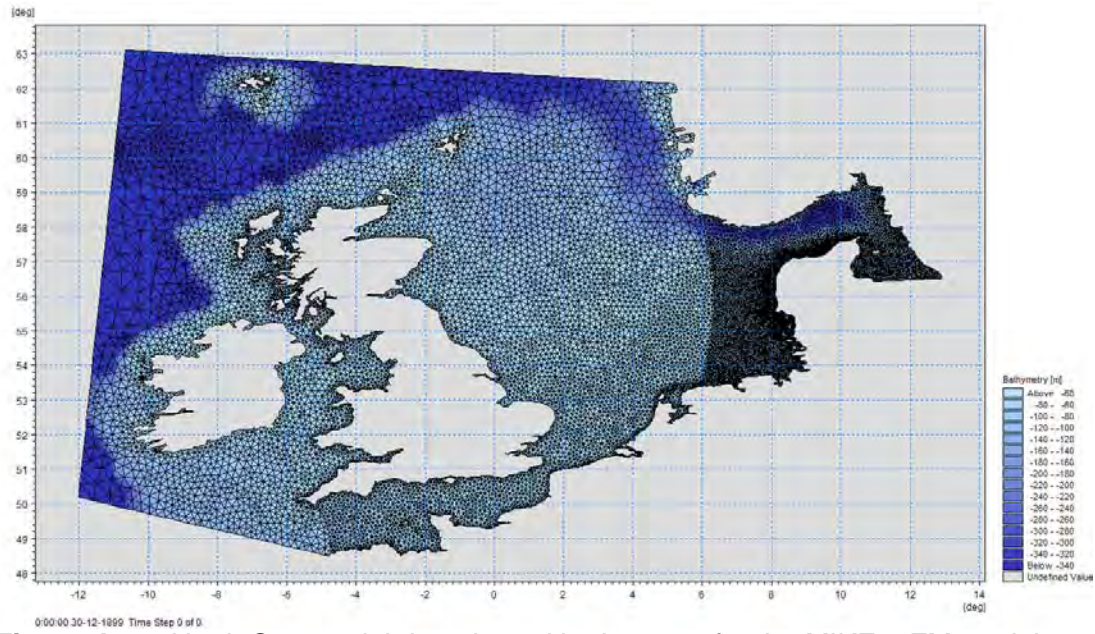 [deg]
63
62
61
60
59
58
57
56
55
54
53
52
51
50
49
48
-12 -10 -8 -6 -4 -2 0 2 4 6 8 10 12 14
[deg]
Bathymetry [m]
Above -60
-80 - -60
-100 - -80
-120 - -100
-140 - -120
-160 - -140
-180 - -160
-200 - -180
-220 - -200
-240 - -220
-260 - -240
-280 - -260
-300 - -280
-320 - -300
-340 - -320
Below -340
Undefined Value
0:00:00 30-12-1899 Time Step 0 of 0